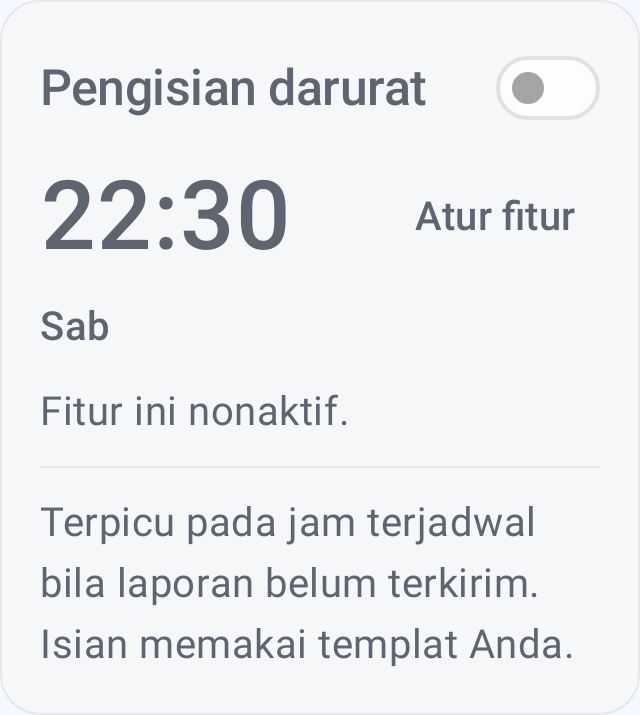 Pengisian darurat
22:30
Atur fitur
Sab
Fitur ini nonaktif.
Terpicu pada jam terjadwal
bila laporan belum terkirim.
Isian memakai templat Anda.